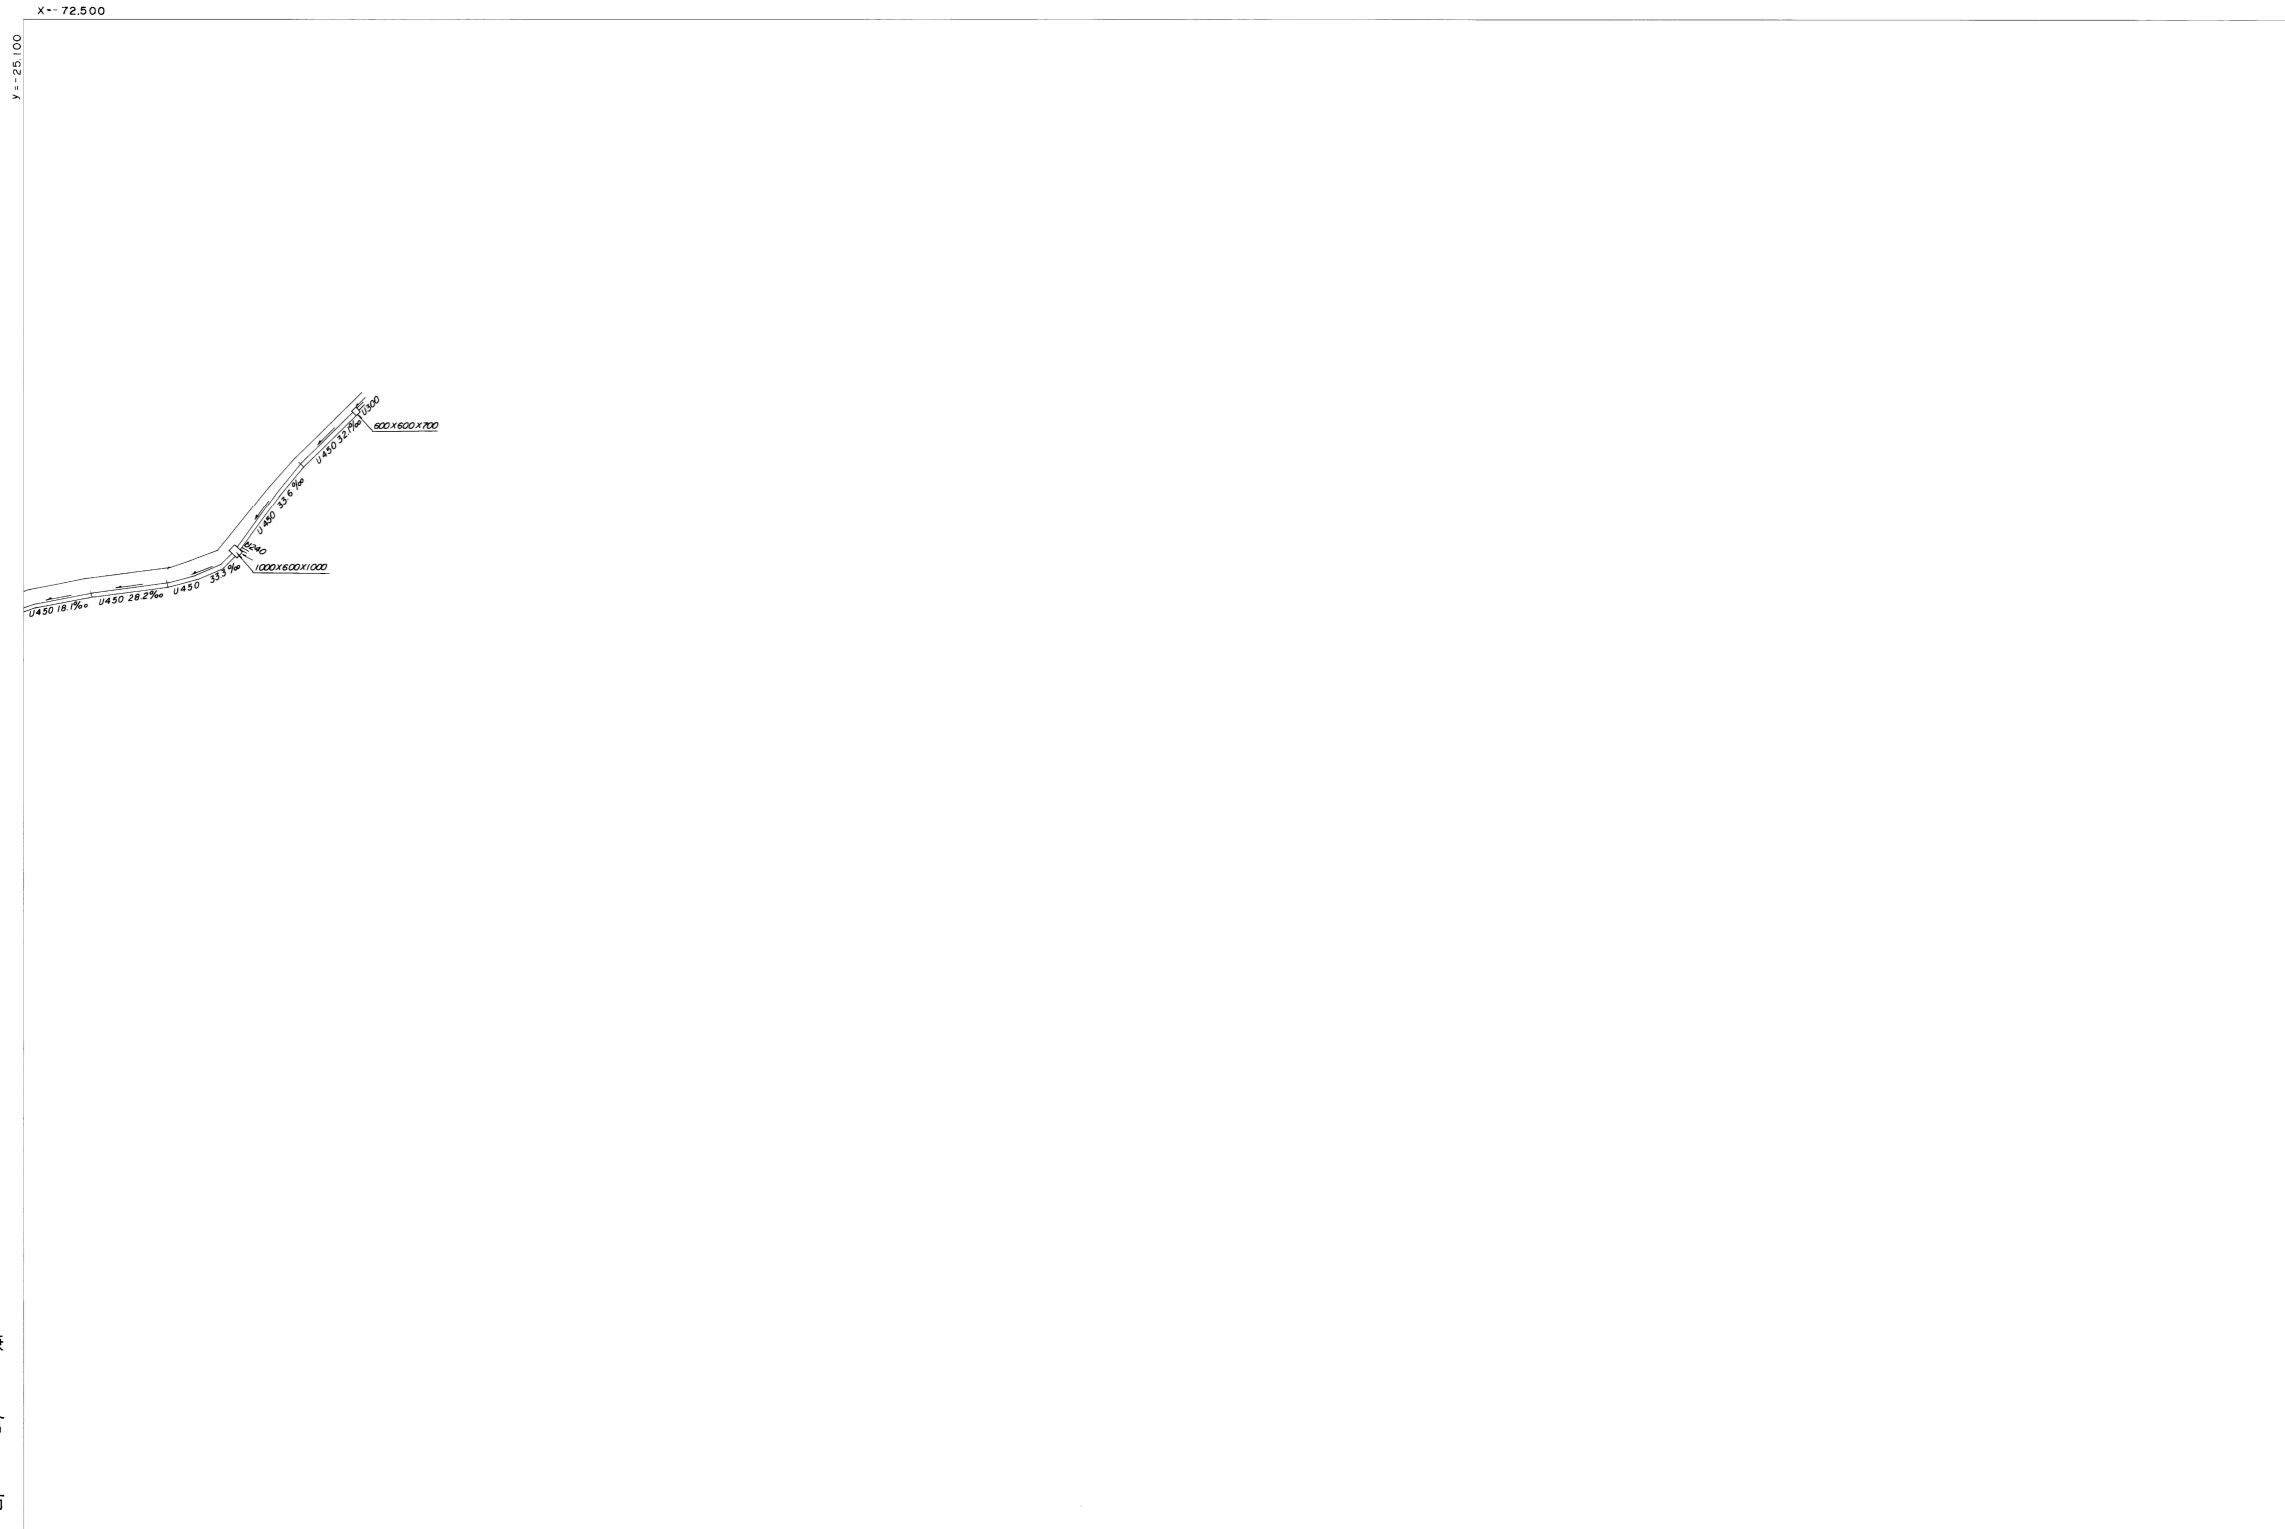 X=-72.500
y=-25.100
U300
600X600X700
U450 32.1‰
U450 33.6‰
U240
1000X600X1000
U450 33.3‰
U450 28.2‰
U450 18.1‰